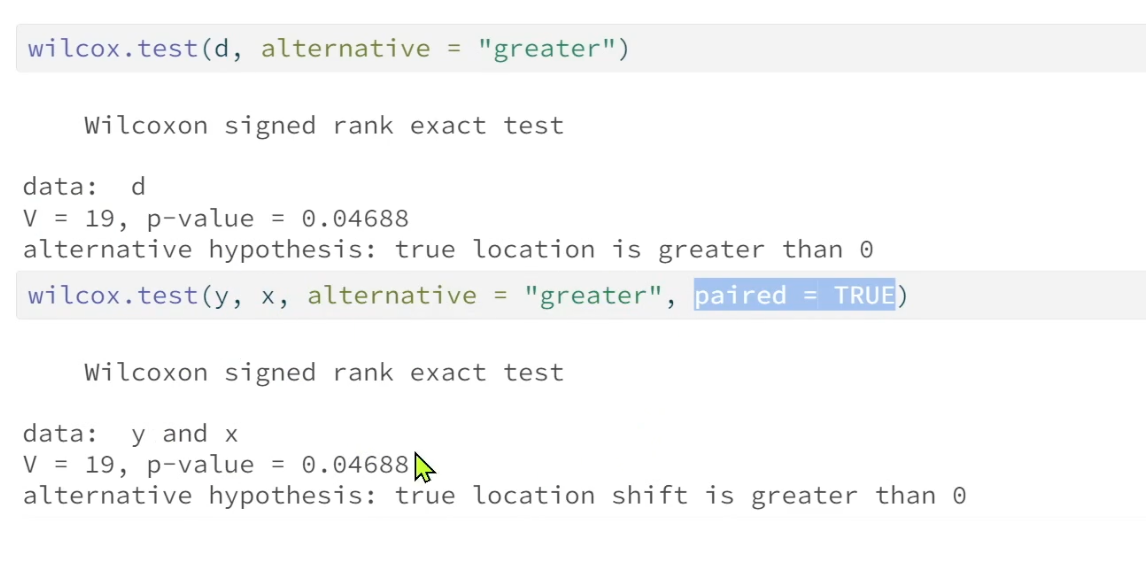 wilcox.test(d, alternative = "greater")
Wilcoxon signed rank exact test
data:  d
V = 19, p-value = 0.04688
alternative hypothesis: true location is greater than 0
wilcox.test(y, x, alternative = "greater", paired = TRUE)
Wilcoxon signed rank exact test
data:  y and x
V = 19, p-value = 0.04688
alternative hypothesis: true location shift is greater than 0